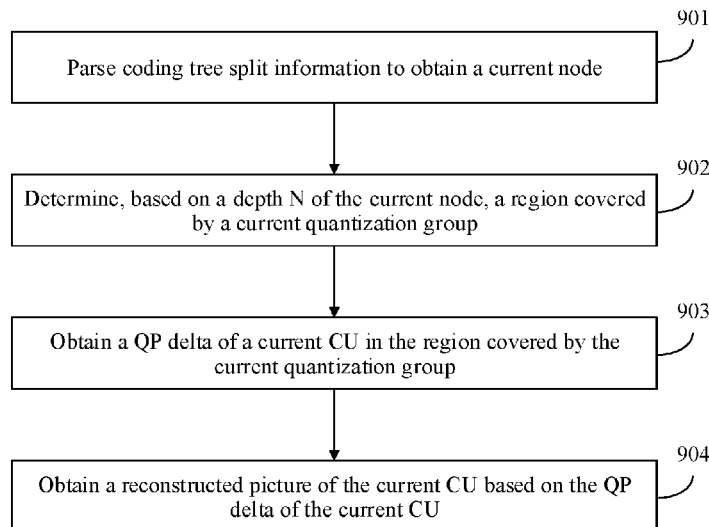 901
Parse coding tree split information to obtain a current node
902
Determine, based on a depth N of the current node, a region covered
by a current quantization group
903
Obtain a QP delta of a current CU in the region covered by the
current quantization group
904
Obtain a reconstructed picture of the current CU based on the QP
delta of the current CU